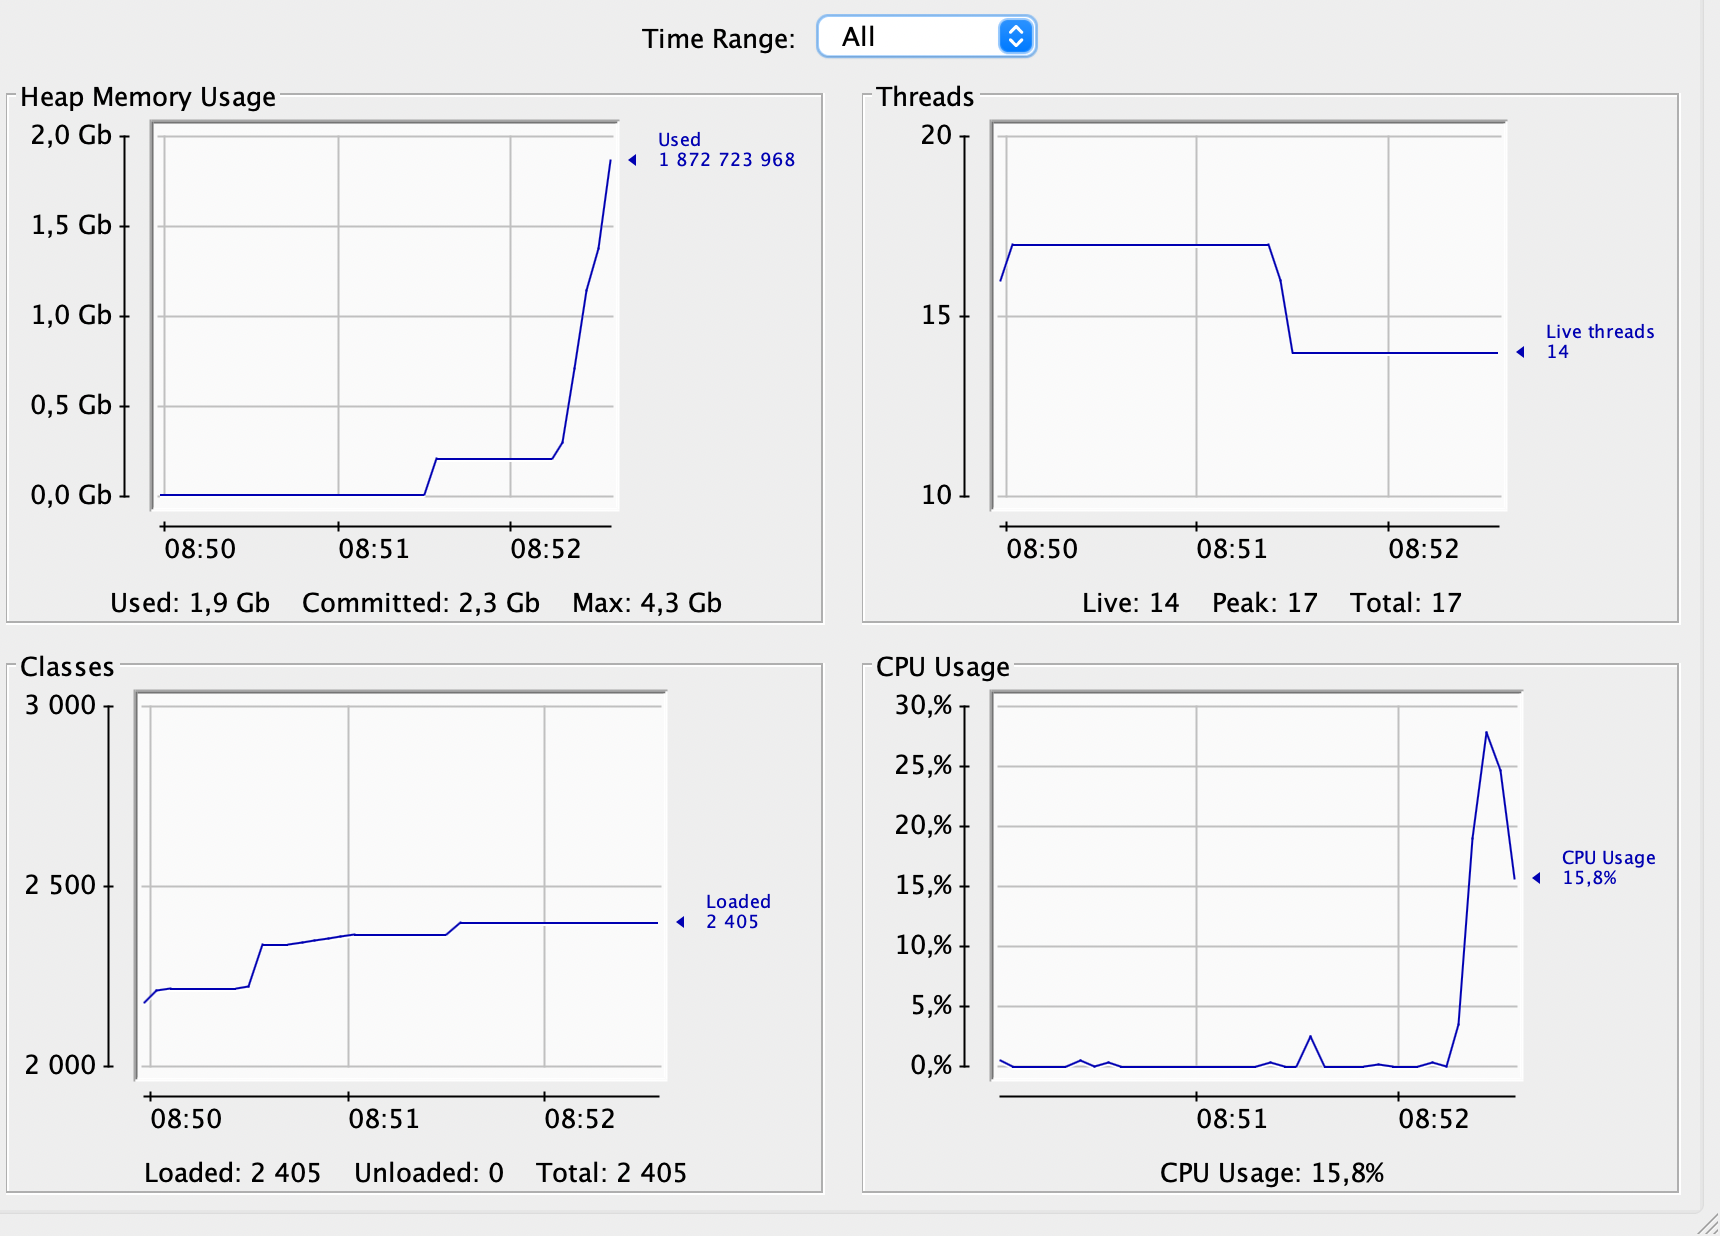 Time Range: All
Heap Memory Usage
2,0 Gb
1,5 Gb
1,0 Gb
0,5 Gb
0,0 Gb
Used
1 872 723 968
08:50 08:51 08:52
Used: 1,9 Gb Committed: 2,3 Gb Max: 4,3 Gb
Threads
20
15
10
Live threads
14
08:50 08:51 08:52
Live: 14 Peak: 17 Total: 17
Classes
3 000
2 500
2 000
Loaded
2 405
08:50 08:51 08:52
Loaded: 2 405 Unloaded: 0 Total: 2 405
CPU Usage
30,%
25,%
20,%
15,%
10,%
5,%
0,%
CPU Usage
15,8%
08:51 08:52
CPU Usage: 15,8%